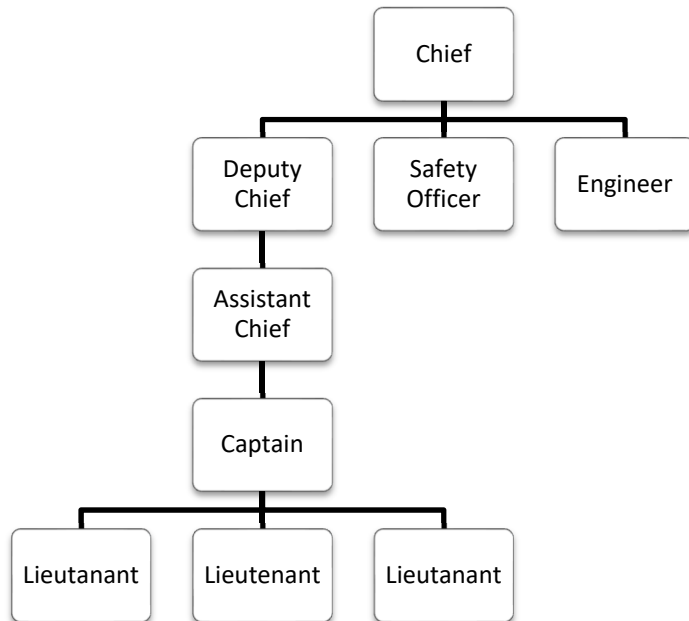 Chief
Deputy
Chief
Safety
Officer
Engineer
Assistant
Chief
Captain
Lieutanant
Lieutenant
Lieutanant